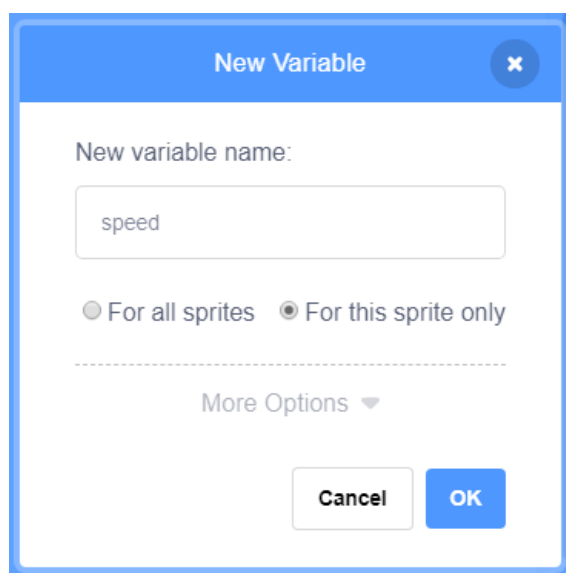 New Variable
New variable name:
speed
For all sprites For this sprite only
More Options
Cancel OK